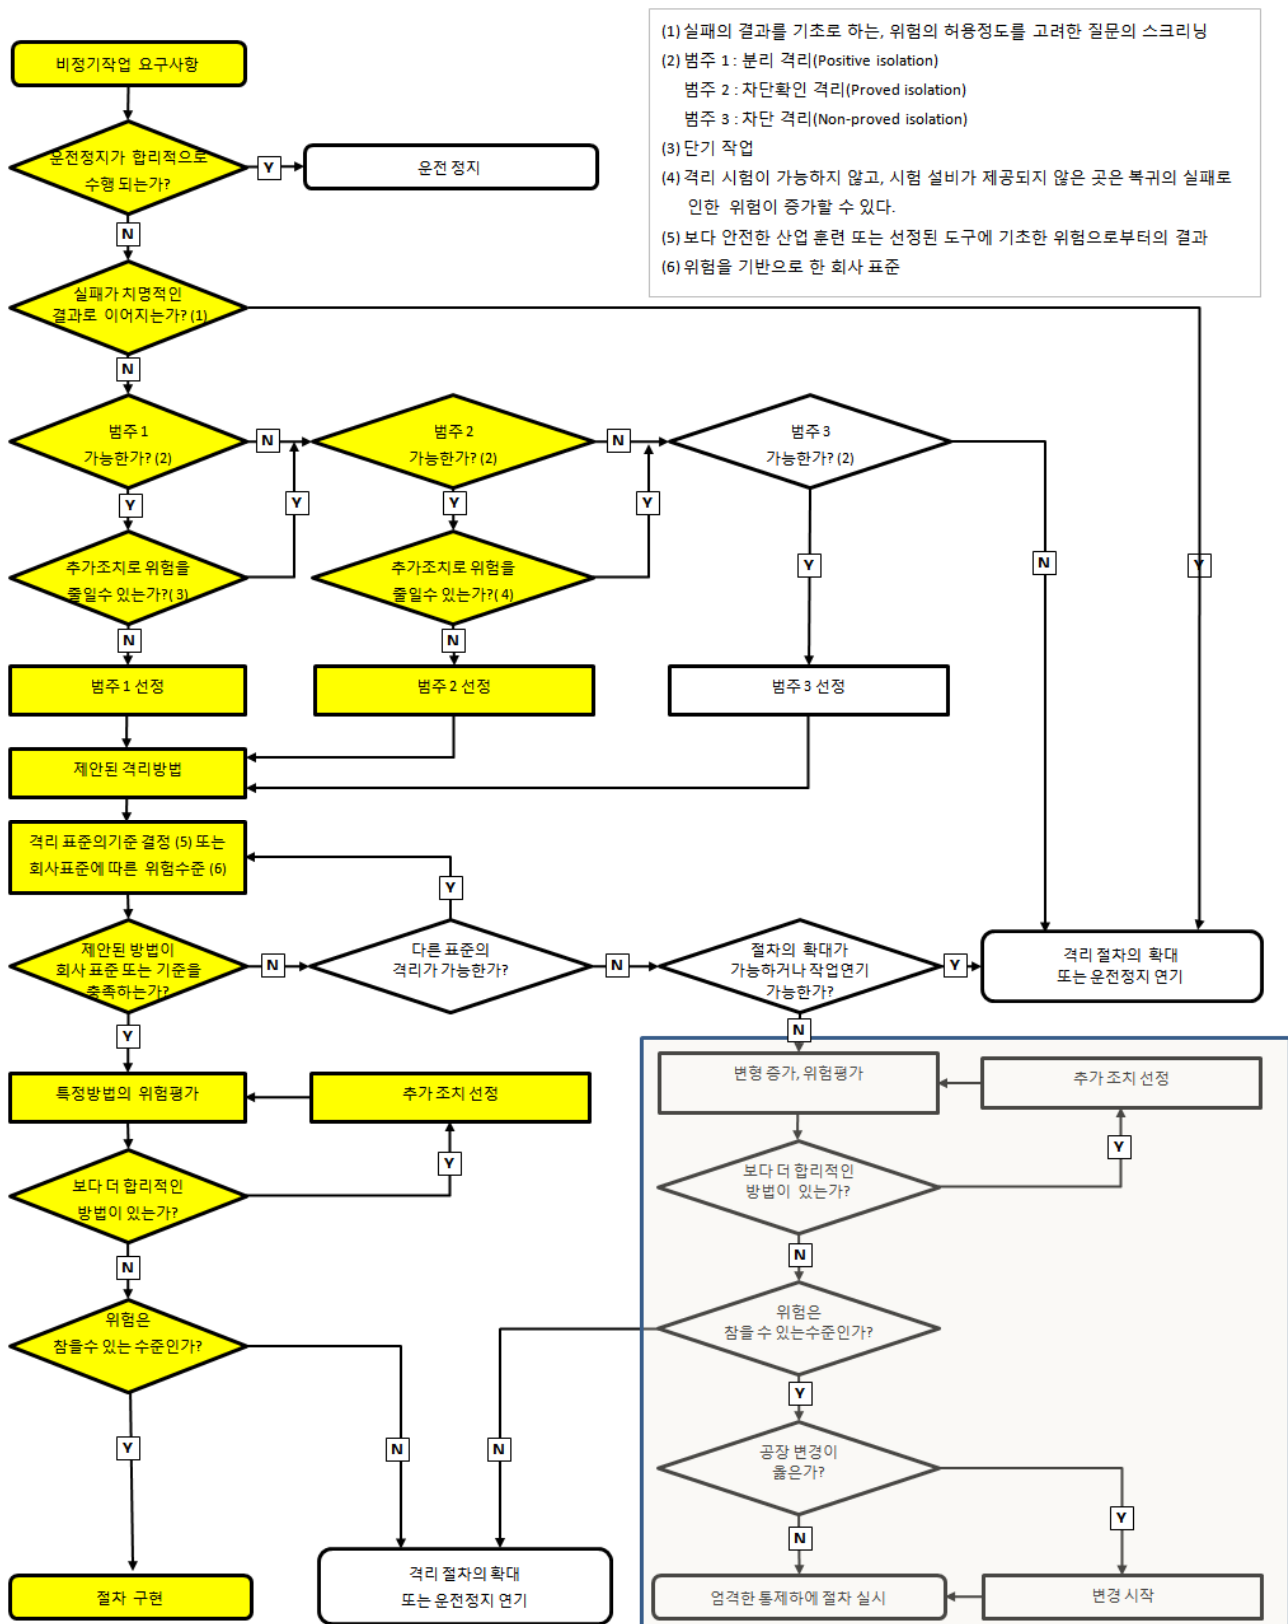 (1) 실패의 결과를 기초로 하는, 위험의 허용정도를 고려한 질문의 스크리닝
(2) 범주 1 : 분리 격리(Positive isolation)
범주 2 : 차단확인 격리(Proved isolation)
범주 3 : 차단 격리(Non-proved isolation)
(3) 단기 작업
(4) 격리 시험이 가능하지 않고, 시험 설비가 제공되지 않은 곳은 복귀의 실패로
인한 위험이 증가할 수 있다.
(5) 보다 안전한 산업 훈련 또는 선정된 도구에 기초한 위험으로부터의 결과
(6) 위험을 기반으로 한 회사 표준
비정기작업 요구사항
운전정지가 합리적으로
수행 되는가?
Y
운전 정지
N
실패가 치명적인
결과로 이어지는가? (1)
N
범주 1
가능한가? (2)
N
범주 2
가능한가? (2)
N
범주 3
가능한가? (2)
Y
Y
Y
Y
Y
N
Y
추가조치로 위험을
줄일수 있는가?( 3)
추가조치로 위험을
줄일수 있는가?( 4)
N
N
범주 1 선정
범주 2 선정
범주 3 선정
제안된 격리방법
격리 표준의기준 결정 (5) 또는
회사표준에 따른 위험수준 (6)
Y
제안된 방법이
회사 표준 또는 기준을
충족하는가?
N
다른 표준의
격리가 가능한가?
N
절차의 확대가
가능하거나 작업연기
가능한가?
Y
격리 절차의 확대
또는 운전정지 연기
Y
N
특정방법의 위험평가
추가 조치 선정
변형 증가, 위험평가
추가 조치 선정
Y
Y
보다 더 합리적인
방법이 있는가?
보다 더 합리적인
방법이 있는가?
N
N
위험은
참을수 있는 수준인가?
위험은
참을 수 있는수준인가?
Y
Y
N
N
공장 변경이
옳은가?
Y
N
절차 구현
격리 절차의 확대
또는 운전정지 연기
엄격한 통제하에 절차 실시
변경 시작